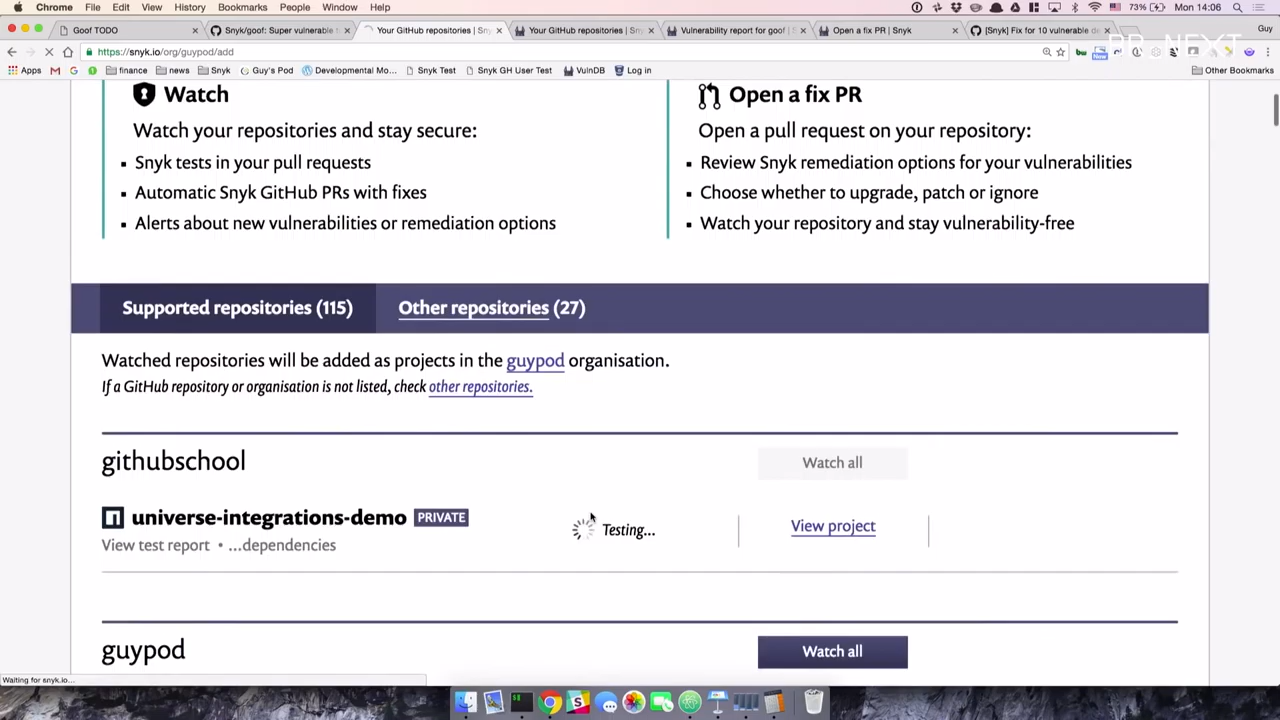 Chrome File Edit View History Bookmarks People Window Help 73% Mon 14:06
Goof TODO Snyk/goof: Super vulnerable Your GitHub repositories | Sny Your GitHub repositories | Sny Vulnerability report for goof | S Open a fix PR | Snyk [Snyk] Fix for 10 vulnerable de Guy
https://snyk.io/org/guypod/add
Apps finance news Snyk Guy's Pod Developmental Mo... Snyk Test Snyk GH User Test VulnDB Log in Other Bookmarks
Watch
Watch your repositories and stay secure:
Snyk tests in your pull requests
Automatic Snyk GitHub PRs with fixes
Alerts about new vulnerabilities or remediation options
Open a fix PR
Open a pull request on your repository:
Review Snyk remediation options for your vulnerabilities
Choose whether to upgrade, patch or ignore
Watch your repository and stay vulnerability-free
Supported repositories (115) Other repositories (27)
Watched repositories will be added as projects in the guypod organisation.
If a GitHub repository or organisation is not listed, check other repositories.
githubschool Watch all
universe-integrations-demo PRIVATE Testing... View project
View test report • ...dependencies
guypod Watch all
Waiting for snyk.io...